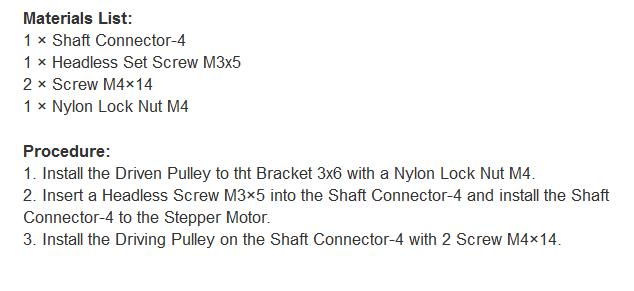 Materials List:
1 × Shaft Connector-4
1 × Headless Set Screw M3x5
2 × Screw M4×14
1 × Nylon Lock Nut M4
Procedure:
1. Install the Driven Pulley to tht Bracket 3x6 with a Nylon Lock Nut M4.
2. Insert a Headless Screw M3×5 into the Shaft Connector-4 and install the Shaft
Connector-4 to the Stepper Motor.
3. Install the Driving Pulley on the Shaft Connector-4 with 2 Screw M4×14.